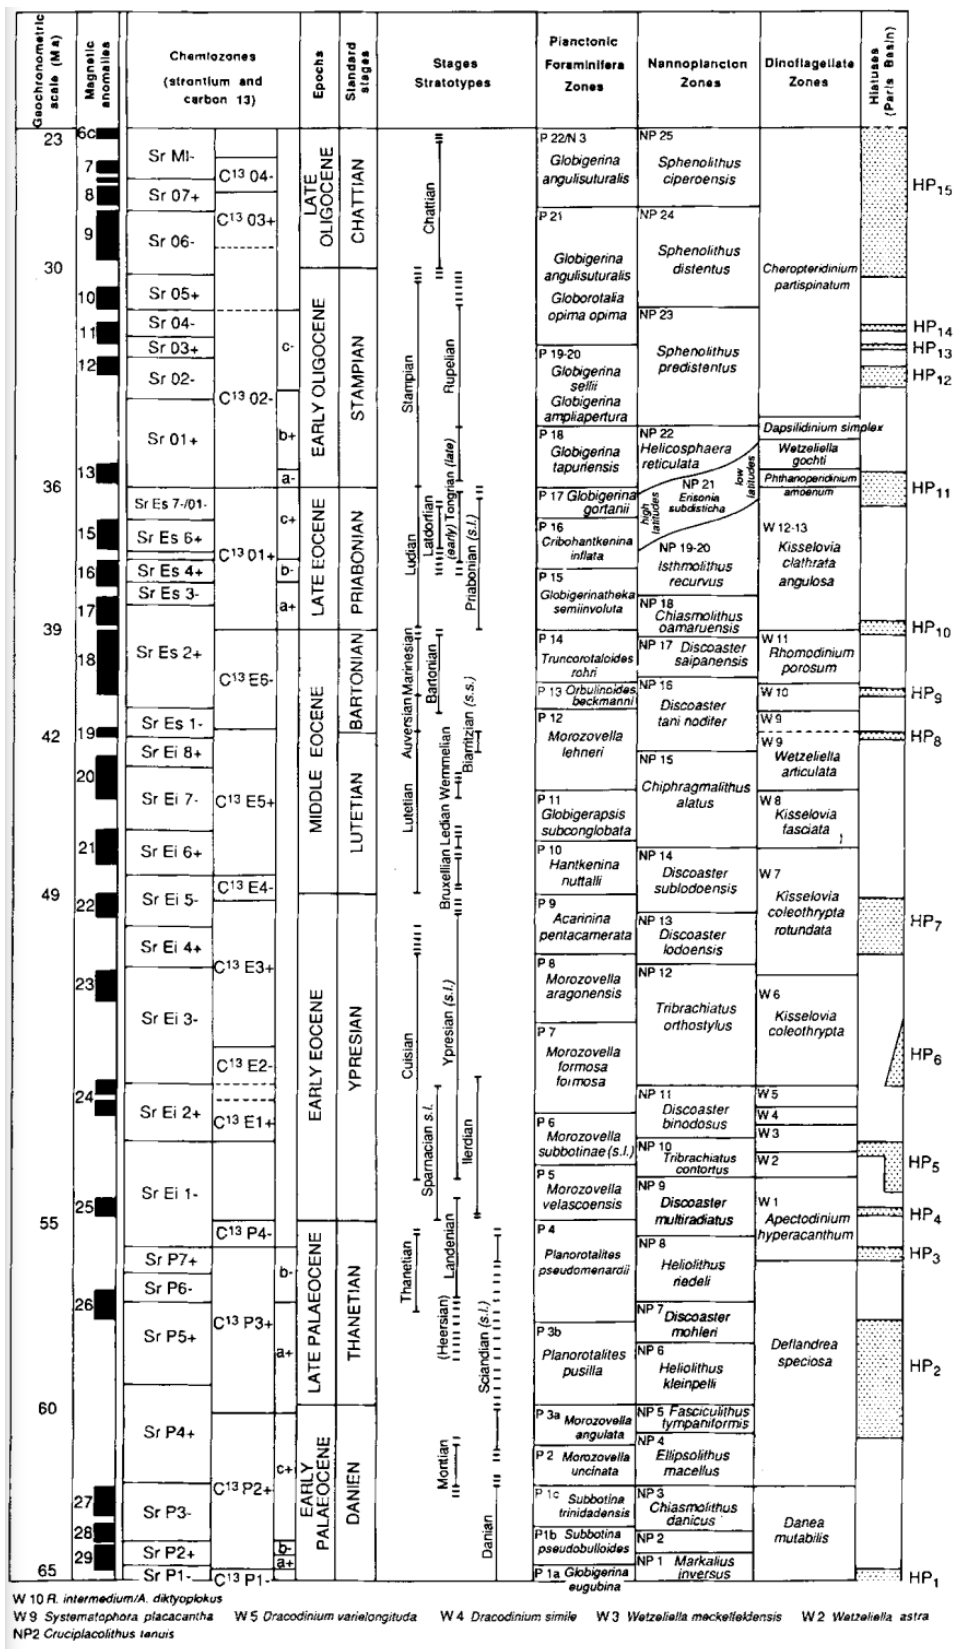 Geochronometric
scale (Ma)
Magnetic
anomalies
Chemiozones
(strontium and
carbon 13)
Epochs
Standard
stages
Stages
Stratotypes
Planctonic
Foraminifera
Zones
Nannoplancton
Zones
Dinoflagellate
Zones
Hiatuses
(Paris Basin)
23
30
36
39
42
49
55
60
65
6c
7
8
9
10
11
12
13
15
16
17
18
19
20
21
22
23
24
25
26
27
28
29
Sr MI-
Sr 07+
Sr 06-
Sr 05+
Sr 04-
Sr 03+
Sr 02-
Sr 01+
Sr Es 7-/01-
Sr Es 6+
Sr Es 4+
Sr Es 3-
Sr Es 2+
Sr Es 1-
Sr Ei 8+
Sr Ei 7-
Sr Ei 6+
Sr Ei 5-
Sr Ei 4+
Sr Ei 3-
Sr Ei 2+
Sr Ei 1-
Sr P7+
Sr P6-
Sr P5+
Sr P4+
Sr P3-
Sr P2+
Sr P1-
C13 04-
C13 03+
C13 02-
C13 01+
C13E6-
C13E5+
C13E4-
C13 E3+
C13 E2-
C13 E1+
C13 P4-
C13 P3+
C13 P2+
C13 P1-
c-
b+
a-
c+
b-
a+
b-
a+
c+
b-
a+
LATE
OLIGOCENE
EARLY OLIGOCENE
LATE EOCENE
MIDDLE EOCENE
EARLY EOCENE
LATE PALAEOCENE
EARLY
PALAEOCENE
CHATTIAN
STAMPIAN
PRIABONIAN
BARTONIAN
LUTETIAN
YPRESIAN
THANETIAN
DANIEN
Chattian
Stampian
Rupelian
Ludian
Latdorfian
(early) Tongrian (late)
Priabonian (s.l.)
Auversian Marinesian
Bartonian
Biarritzian (s.s.)
Lutetian
Bruxellian Ledian Wemmelian
Cuisian
Ypresian (s.l.)
Sparnacian s.l.
Ilerdian
Thanetian
(Heersian) Landenian
Sclandian (s.l.)
Montian
Danian
P 22/N 3
Globigerina
angulisuturalis
P 21
Globigerina
angulisuturalis
Globorotalia
opima opima
P 19-20
Globigerina
sellii
Globigerina
ampliapertura
P 18
Globigerina
tapuriensis
P 17 Globigerina
gortanii
P 16
Cribohantkenina
inflata
P 15
Globigerinatheka
semiinvoluta
P 14
Truncorotaloides
rohri
P 13 Orbulinoides
beckmanni
P 12
Morozovella
lehneri
P 11
Globigerapsis
subconglobata
P 10
Hantkenina
nuttalli
P 9
Acarinina
pentacamerata
P 8
Morozovella
aragonensis
P 7
Morozovella
formosa
formosa
P 6
Morozovella
subbotinae (s.l.)
P 5
Morozovella
velascoensis
P 4
Planorotalites
pseudomenardii
P 3b
Planorotalites
pusilla
P 3a Morozovella
angulata
P 2 Morozovella
uncinata
P 1c Subbotina
trinidadensis
P1b Subbotina
pseudobulloides
P 1a Globigerina
eugubina
NP 25
Sphenolithus
ciperoensis
NP 24
Sphenolithus
distentus
NP 23
Sphenolithus
predistentus
NP 22
Helicosphaera
reticulata
low
latitudes
NP 21
Erisonia
subdisticha
high
latitudes
NP 19-20
Isthmolithus
recurvus
NP 18
Chiasmolithus
oamaruensis
NP 17 Discoaster
saipanensis
NP 16
Discoaster
tani nodifer
NP 15
Chiphragmalithus
alatus
NP 14
Discoaster
sublodoensis
NP 13
Discoaster
lodoensis
NP 12
Tribrachiatus
orthostylus
NP 11
Discoaster
binodosus
NP 10
Tribrachiatus
contortus
NP 9
Discoaster
multiradiatus
NP 8
Heliolithus
riedeli
NP 7
Discoaster
mohleri
NP 6
Heliolithus
kleinpelli
NP 5 Fasciculithus
tympaniformis
NP 4
Ellipsolithus
macellus
NP 3
Chiasmolithus
danicus
NP 2
NP 1 Markalius
inversus
Cheropteridinium
partispinatum
Dapsilidinium simplex
Wetzeliella
gochti
Phthanoperidinium
amoenum
W 12-13
Kisselovia
clathrata
angulosa
W 11
Rhomodinium
porosum
W 10
W 9
W 9
Wetzeliella
articulata
W 8
Kisselovia
fasciata
W 7
Kisselovia
coleothrypta
rotundata
W 6
Kisselovia
coleothrypta
W 5
W 4
W 3
W 2
W 1
Apectodinium
hyperacanthum
Deflandrea
speciosa
Danea
mutabilis
HP15
HP14
HP13
HP12
HP11
HP10
HP9
HP8
HP7
HP6
HP5
HP4
HP3
HP2
HP1
W 10 R. intermedium/A. diktyoplokus
W 9 Systematophora placacantha W 5 Dracodinium varielongituda W 4 Dracodinium simile W 3 Wetzeliella meckelfeldensis W 2 Wetzeliella astra
NP2 Cruciplacolithus tenuis